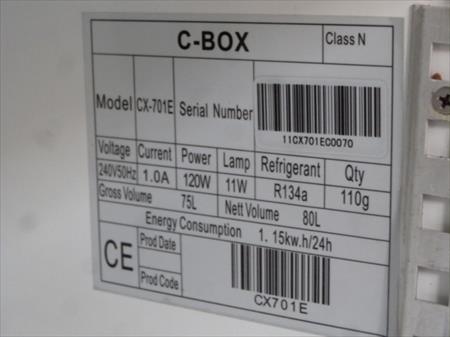 C-BOX Class N
Model CX-701E Serial Number
11CX701EC0070
Voltage Current Power Lamp Refrigerant Qty
240V50Hz 1.0A 120W 11W R134a 110g
Gross Volume 75L Nett Volume 80L
Energy Consumption 1. 15kw.h/24h
CE Prod Date
Prod Code
CX701E